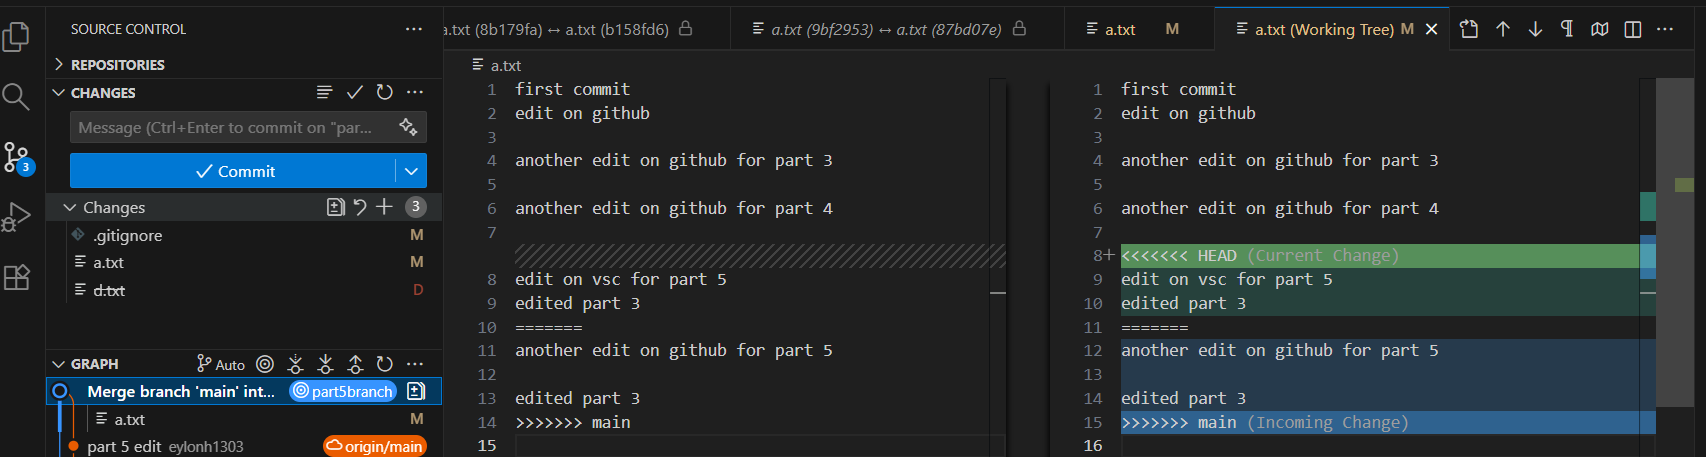 SOURCE CONTROL ...
REPOSITORIES
CHANGES ...
Message (Ctrl+Enter to commit on "par...
Commit
Changes 3
.gitignore M
a.txt M
d.txt D
GRAPH Auto ...
Merge branch 'main' int... part5branch
a.txt M
part 5 edit eylonh1303 origin/main
3
a.txt (8b179fa) ↔ a.txt (b158fd6)
a.txt (9bf2953) ↔ a.txt (87bd07e)
a.txt M
a.txt (Working Tree) M
a.txt
1 first commit
2 edit on github
3
4 another edit on github for part 3
5
6 another edit on github for part 4
7
8 edit on vsc for part 5
9 edited part 3
10 =======
11 another edit on github for part 5
12
13 edited part 3
14 >>>>>>> main
15
1 first commit
2 edit on github
3
4 another edit on github for part 3
5
6 another edit on github for part 4
7
8+ <<<<<<< HEAD (Current Change)
9 edit on vsc for part 5
10 edited part 3
11 =======
12 another edit on github for part 5
13
14 edited part 3
15 >>>>>>> main (Incoming Change)
16